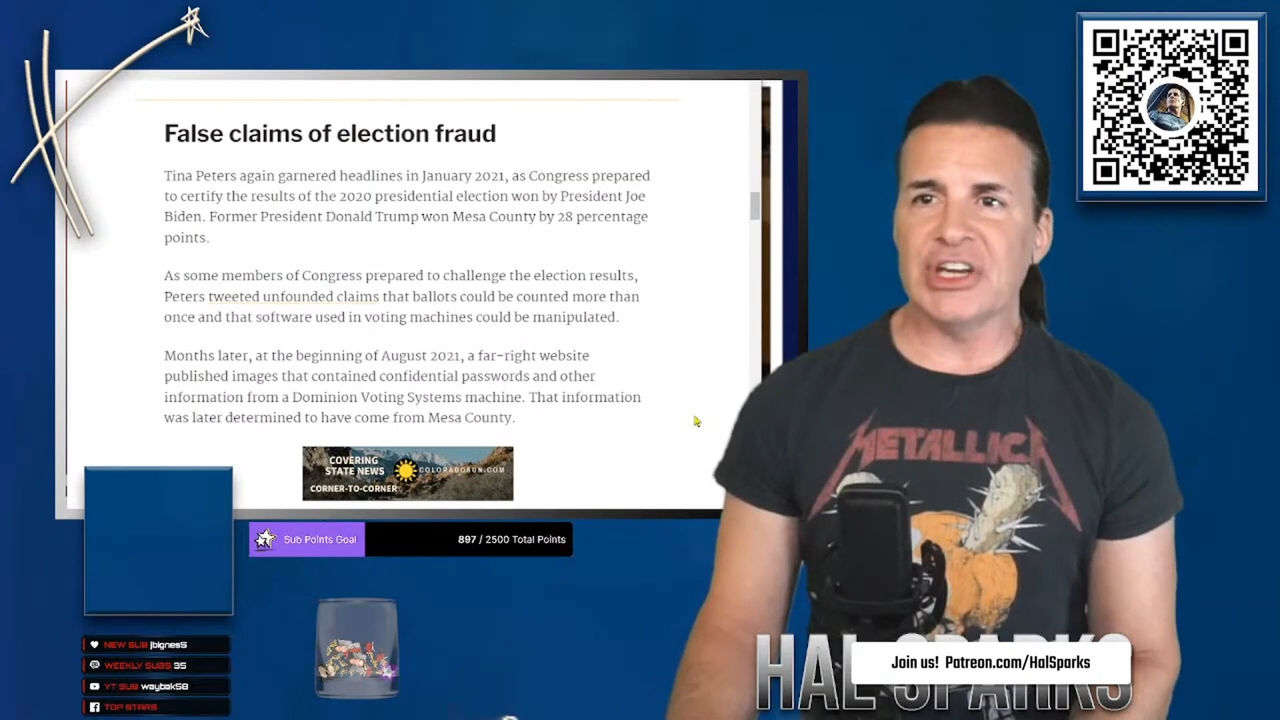 False claims of election fraud
Tina Peters again garnered headlines in January 2021, as Congress prepared
to certify the results of the 2020 presidential election won by President Joe
Biden. Former President Donald Trump won Mesa County by 28 percentage
points.
As some members of Congress prepared to challenge the election results,
Peters tweeted unfounded claims that ballots could be counted more than
once and that software used in voting machines could be manipulated.
Months later, at the beginning of August 2021, a far-right website
published images that contained confidential passwords and other
information from a Dominion Voting Systems machine. That information
was later determined to have come from Mesa County.
COVERING
STATE NEWS
CORNER-TO-CORNER
COLORADOSUN.COM
Sub Points Goal
897 / 2500 Total Points
NEW SUB jbignes5
WEEKLY SUBS 35
YT SUB waybak58
TOP STARS
METALLICA
HAL SPARKS
Join us! Patreon.com/HalSparks